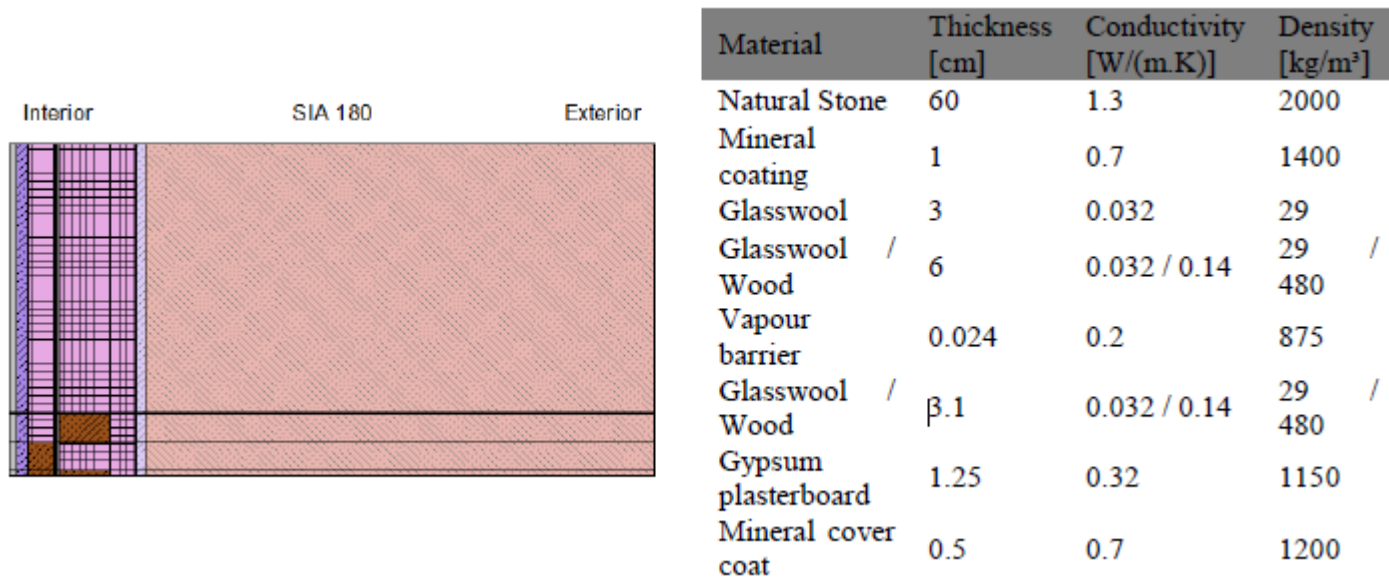 Interior SIA 180 Exterior
Material Thickness [cm] Conductivity [W/(m.K)] Density [kg/m³]
Natural Stone 60 1.3 2000
Mineral coating 1 0.7 1400
Glasswool 3 0.032 29
Glasswool / Wood 6 0.032 / 0.14 29 / 480
Vapour barrier 0.024 0.2 875
Glasswool / Wood 3.1 0.032 / 0.14 29 / 480
Gypsum plasterboard 1.25 0.32 1150
Mineral cover coat 0.5 0.7 1200